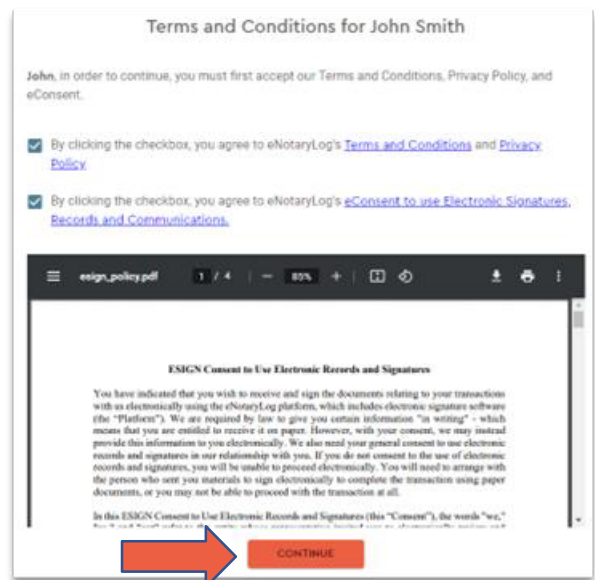 Terms and Conditions for John Smith
John, in order to continue, you must first accept our Terms and Conditions, Privacy Policy, and
eConsent.
By clicking the checkbox, you agree to eNotaryLog's Terms and Conditions and Privacy
Policy
By clicking the checkbox, you agree to eNotaryLog's eConsent to use Electronic Signatures,
Records and Communications.
esign_policy.pdf 1 / 4 | — 85% + |
ESIGN Consent to Use Electronic Records and Signatures
You have indicated that you wish to receive and sign the documents relating to your transactions
with us electronically using the eNotaryLog platform, which includes electronic signature software
(the "Platform"). We are required by law to give you certain information "in writing" - which
means that you are entitled to receive it on paper. However, with your consent, we may instead
provide this information to you electronically. We also need your general consent to use electronic
records and signatures in our relationship with you. If you do not consent to the use of electronic
records and signatures, you will be unable to proceed electronically. You will need to arrange with
the person who sent you materials to sign electronically to complete the transaction using paper
documents, or you may not be able to proceed with the transaction at all.
In this ESIGN Consent to Use Electronic Records and Signatures (this "Consent"), the words "we,"
CONTINUE